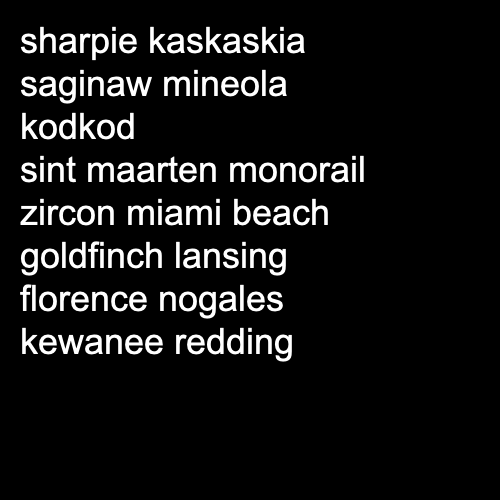 sharpie kaskaskia
saginaw mineola
kodkod
sint maarten monorail
zircon miami beach
goldfinch lansing
florence nogales
kewanee redding